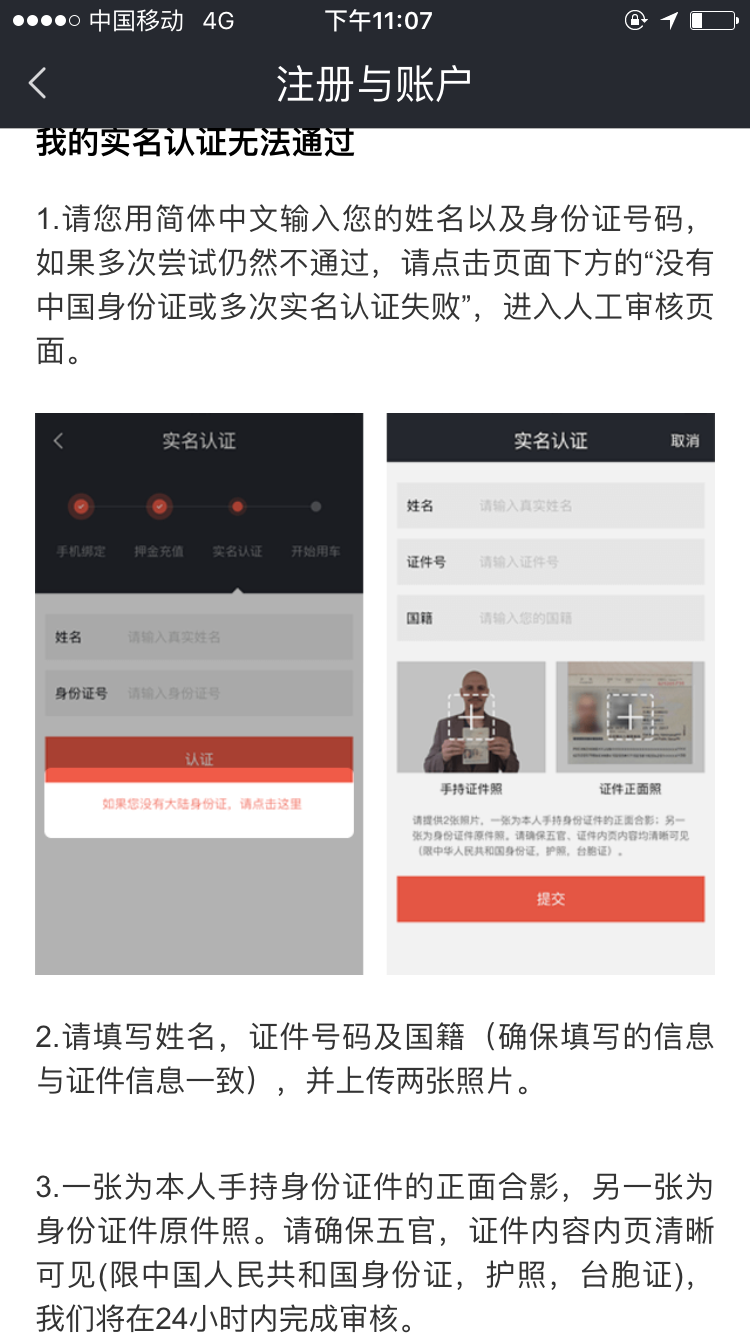 中国移动 4G 下午11:07
注册与账户
我的实名认证无法通过
1.请您用简体中文输入您的姓名以及身份证号码，
如果多次尝试仍然不通过，请点击页面下方的“没有
中国身份证或多次实名认证失败”，进入人工审核页
面。
实名认证
手机绑定 押金充值 实名认证 开始用车
姓名 请输入真实姓名
身份证号 请输入身份证号
认证
如果您没有大陆身份证，请点击这里
实名认证 取消
姓名 请输入真实姓名
证件号 请输入证件号
国籍 请输入您的国籍
手持证件照 证件正面照
请提供2张照片，一张为本人手持身份证件的正面合影；另一
张为身份证件原件照。请确保五官、证件内页内容均清晰可见
（限中华人民共和国身份证，护照，台胞证）。
提交
2.请填写姓名，证件号码及国籍（确保填写的信息
与证件信息一致），并上传两张照片。
3.一张为本人手持身份证件的正面合影，另一张为
身份证件原件照。请确保五官，证件内容内页清晰
可见(限中国人民共和国身份证，护照，台胞证)，
我们将在24小时内完成审核。